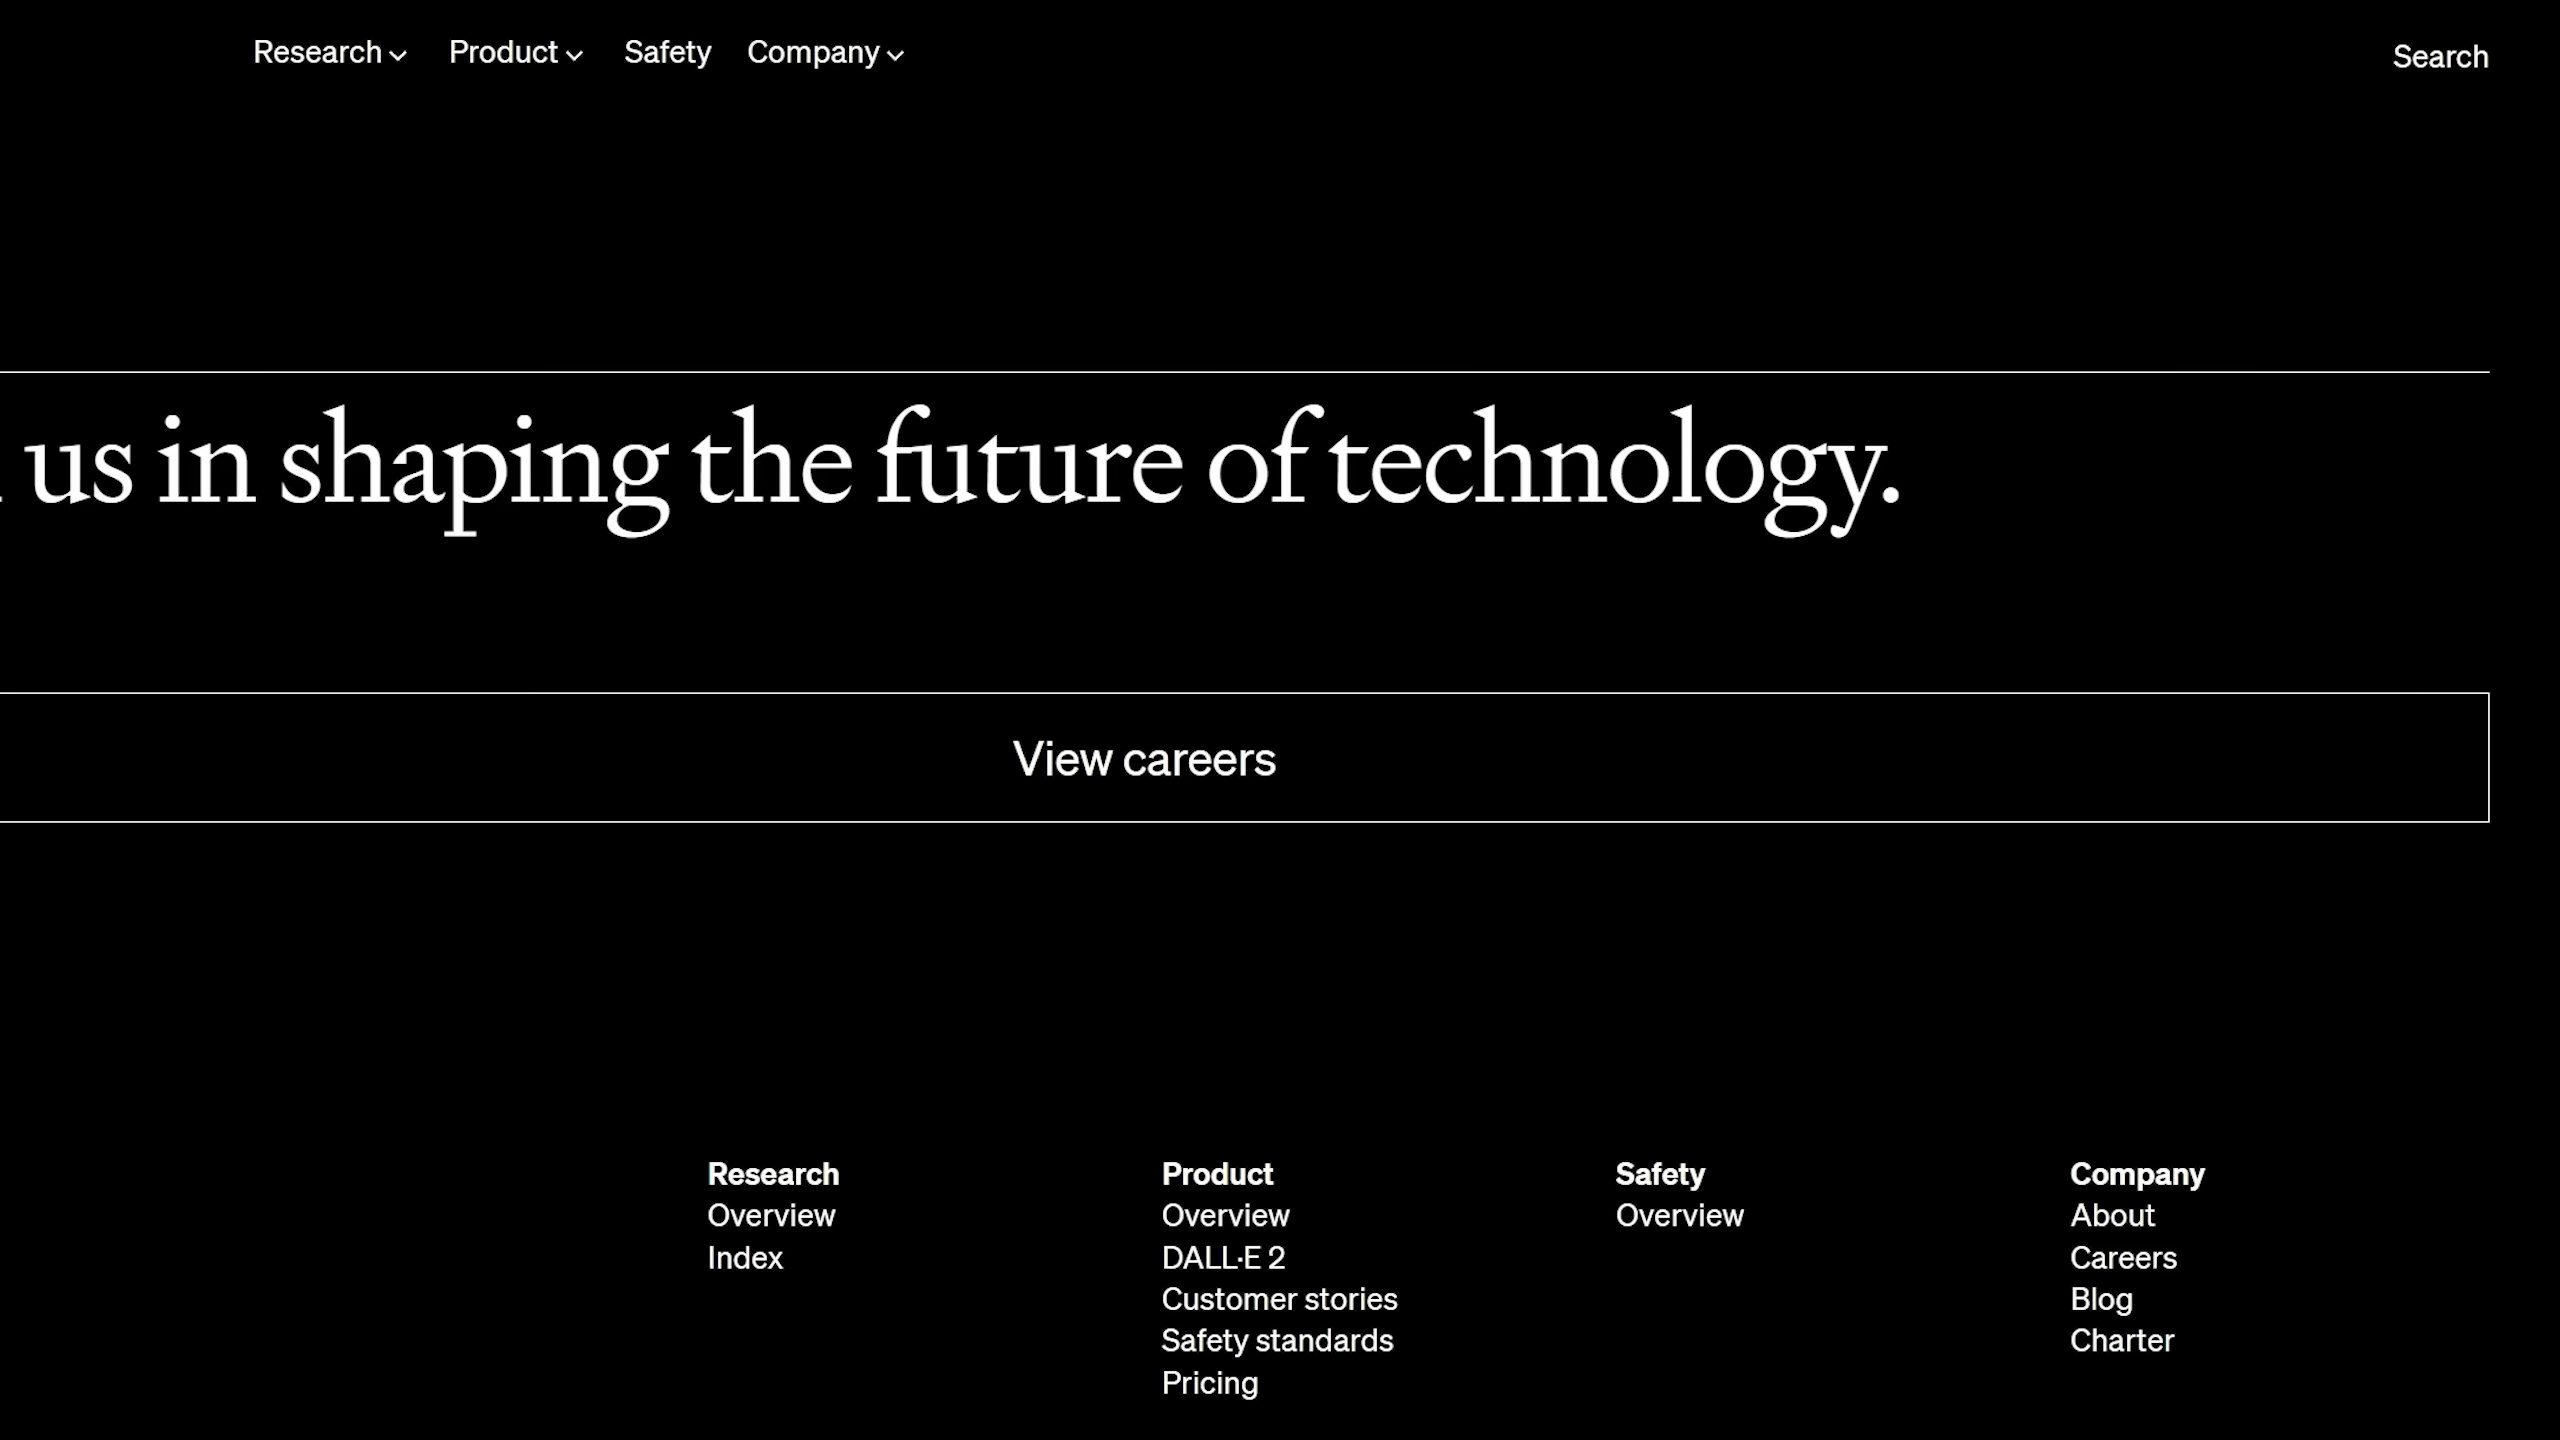 Research Product Safety Company Search
us in shaping the future of technology.
View careers
Research
Overview
Index
Product
Overview
DALL·E 2
Customer stories
Safety standards
Pricing
Safety
Overview
Company
About
Careers
Blog
Charter